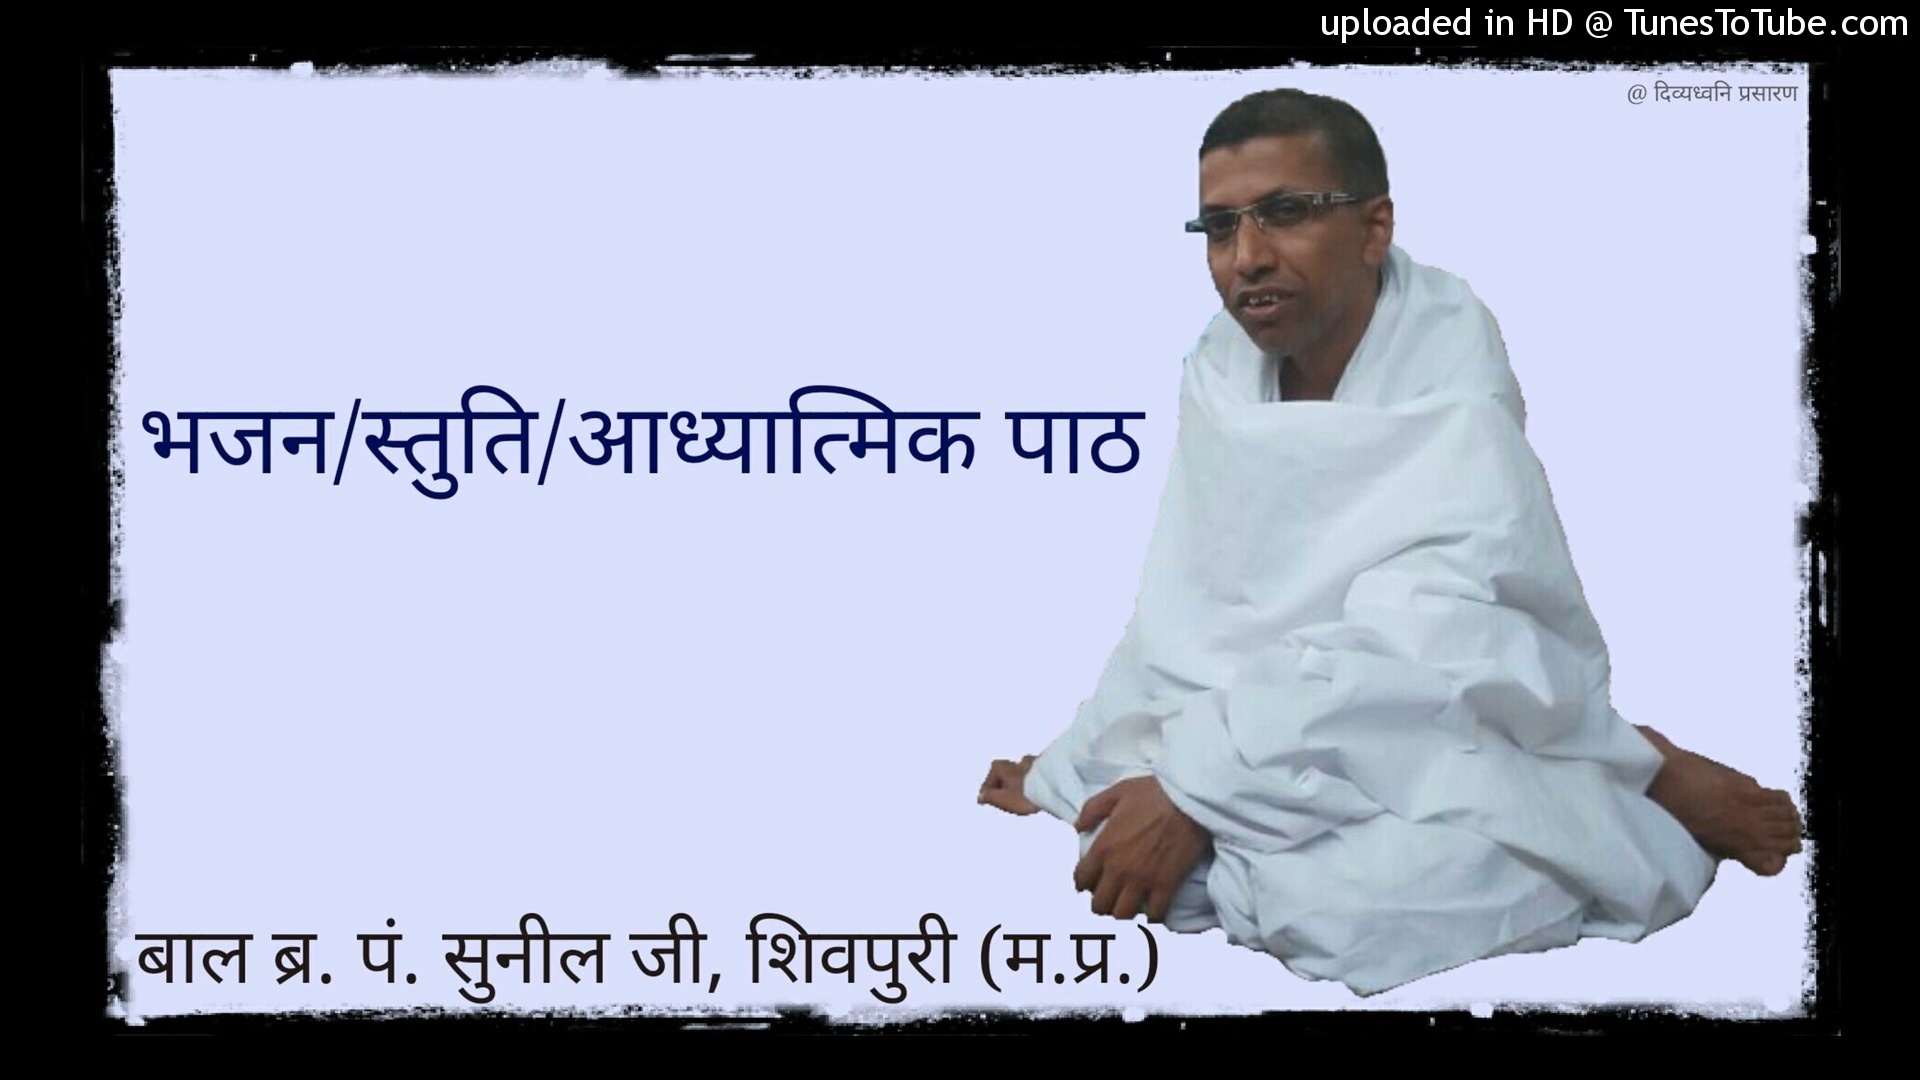 uploaded in HD @ TunesToTube.com
@ दिव्यध्वनि प्रसारण
भजन/स्तुति/आध्यात्मिक पाठ
बाल ब्र. पं. सुनील जी, शिवपुरी (म.प्र.)